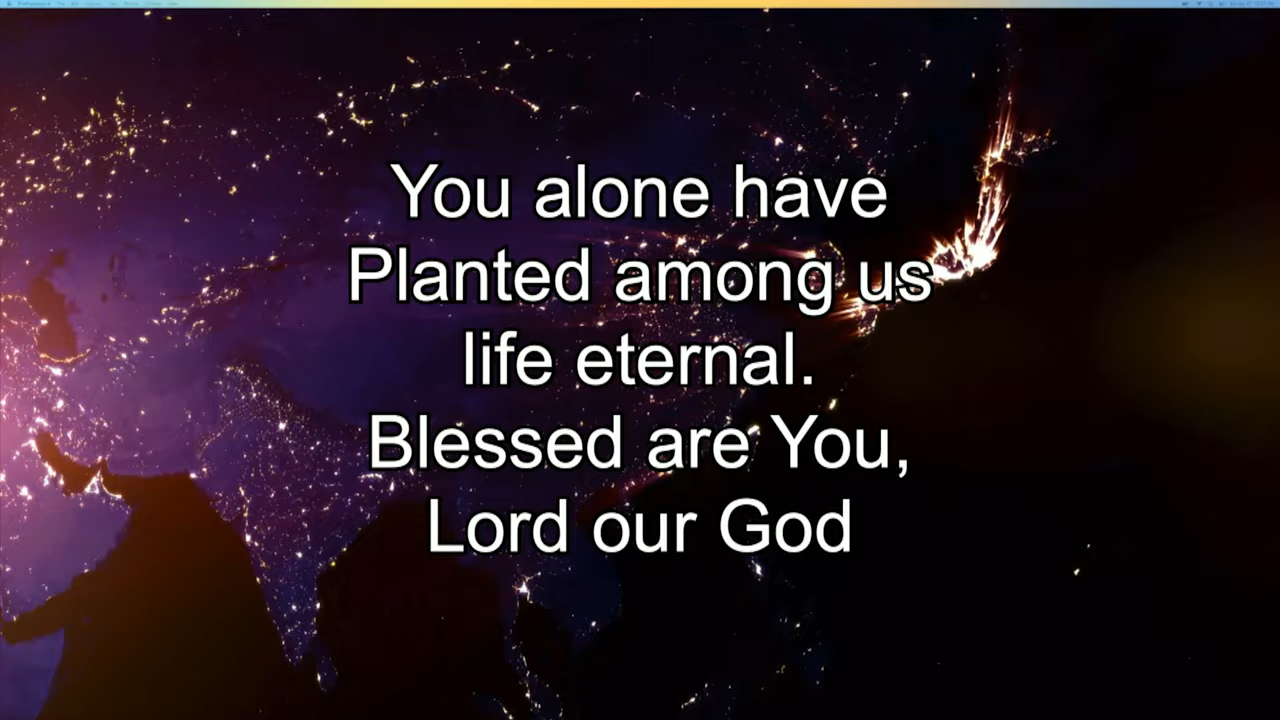 You alone have
Planted among us
life eternal.
Blessed are You,
Lord our God